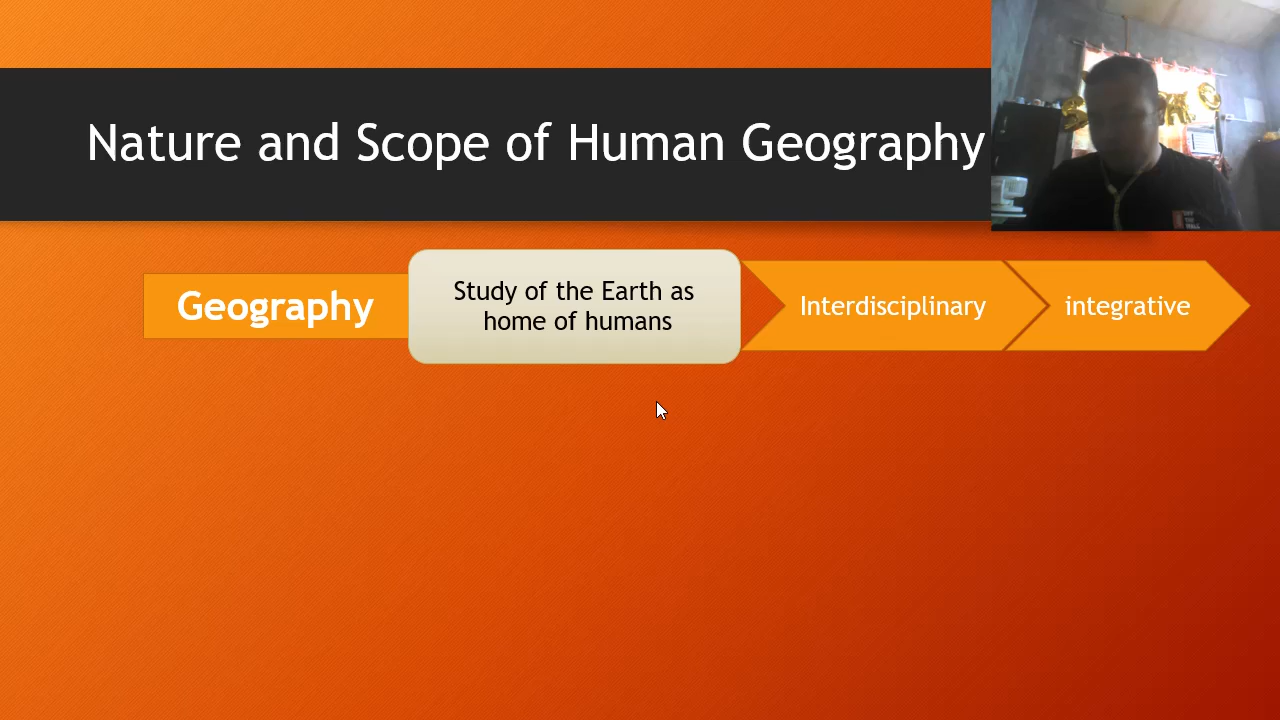 Nature and Scope of Human Geography
Geography
Study of the Earth as
home of humans
Interdisciplinary
integrative